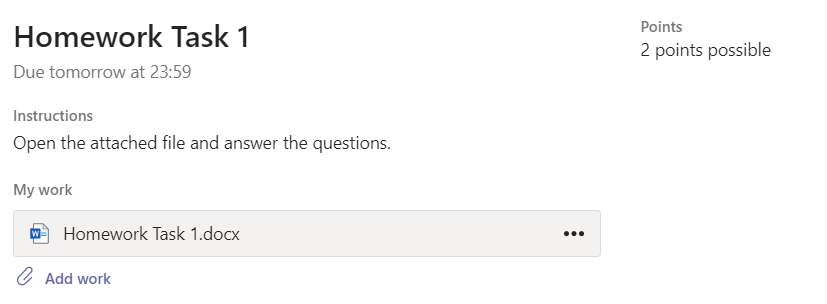 Homework Task 1
Points
2 points possible
Due tomorrow at 23:59
Instructions
Open the attached file and answer the questions.
My work
Homework Task 1.docx
Add work